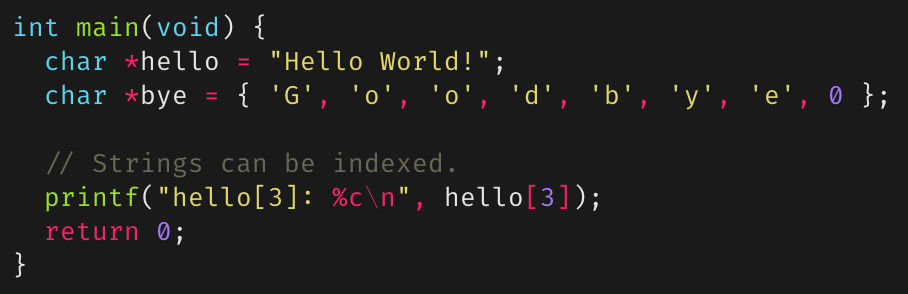 int main(void) {
  char *hello = "Hello World!";
  char *bye = { 'G', 'o', 'o', 'd', 'b', 'y', 'e', 0 };

  // Strings can be indexed.
  printf("hello[3]: %c\n", hello[3]);
  return 0;
}